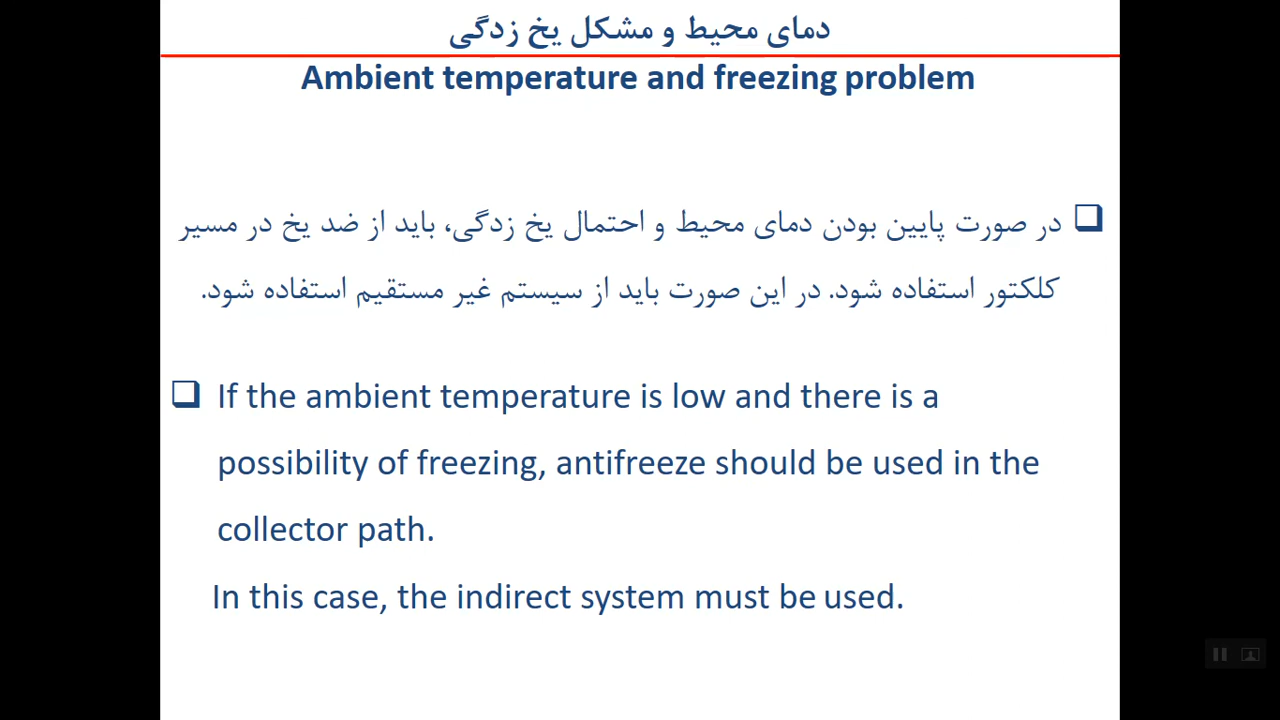 دمای محیط و مشکل یخ زدگی
Ambient temperature and freezing problem
❑ در صورت پایین بودن دمای محیط و احتمال یخ زدگی، باید از ضد یخ در مسیر
کلکتور استفاده شود. در این صورت باید از سیستم غیر مستقیم استفاده شود.
❑ If the ambient temperature is low and there is a
possibility of freezing, antifreeze should be used in the
collector path.
In this case, the indirect system must be used.